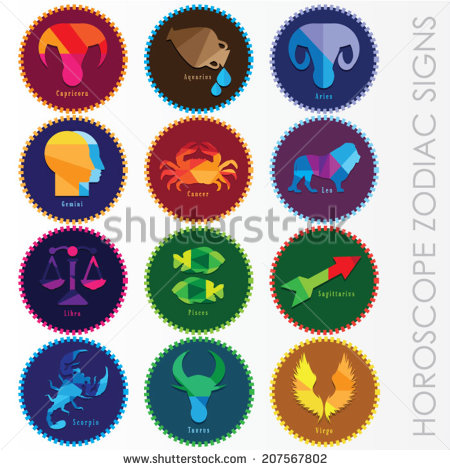 Capricorn
Aquarius
Aries
Gemini
Cancer
Leo
Libra
Pisces
Sagittarius
Scorpio
Taurus
Virgo
HOROSCOPE ZODIAC SIGNS
shutterstock
www.shutterstock.com · 207567802